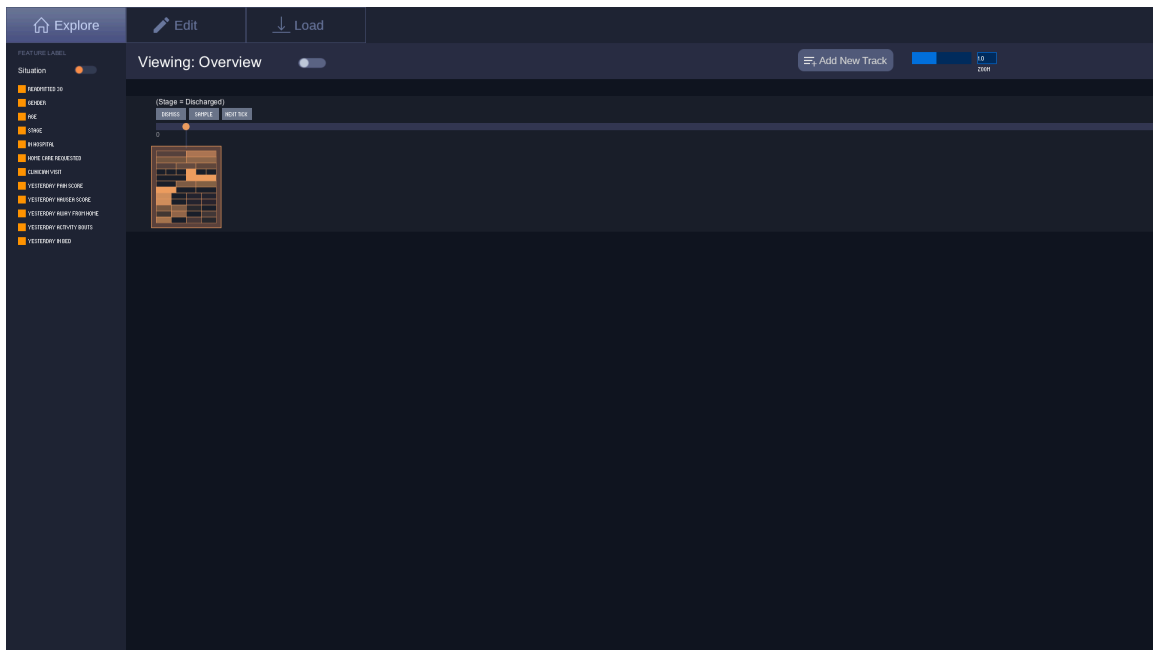 Explore
Edit
Load
FEATURE LABEL
Situation
Viewing: Overview
Add New Track
1.0
ZOOM
READMITTED 30
GENDER
AGE
STAGE
IN HOSPITAL
HOME CARE REQUESTED
CLINICIAN VISIT
YESTERDAY PAIN SCORE
YESTERDAY NAUSEA SCORE
YESTERDAY AWAY FROM HOME
YESTERDAY ACTIVITY BOUTS
YESTERDAY IN BED
(Stage = Discharged)
DISMISS SAMPLE NEXT TICK
0